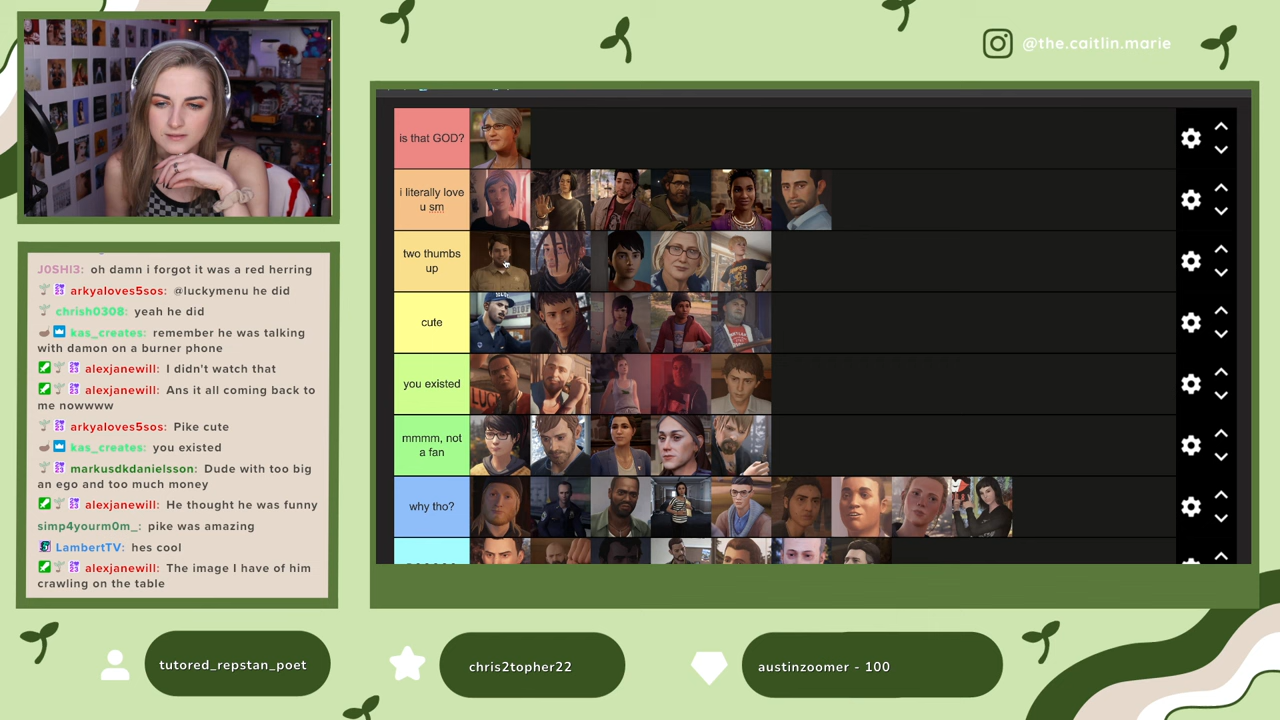 @the.caitlin.marie
J0SHI3: oh damn i forgot it was a red herring
arkyaloves5sos: @luckymenu he did
chrish0308: yeah he did
kas_creates: remember he was talking
with damon on a burner phone
alexjanewill: I didn't watch that
alexjanewill: Ans it all coming back to
me nowwww
arkyaloves5sos: Pike cute
kas_creates: you existed
markusdkdanielsson: Dude with too big
an ego and too much money
alexjanewill: He thought he was funny
simp4yourm0m_: pike was amazing
LambertTV: hes cool
alexjanewill: The image I have of him
crawling on the table
is that GOD?
i literally love
u sm
two thumbs
up
cute
you existed
mmmm, not
a fan
why tho?
tutored_repstan_poet
chris2topher22
austinzoomer - 100